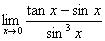 lim x→0 tan x − sin x / sin³ x